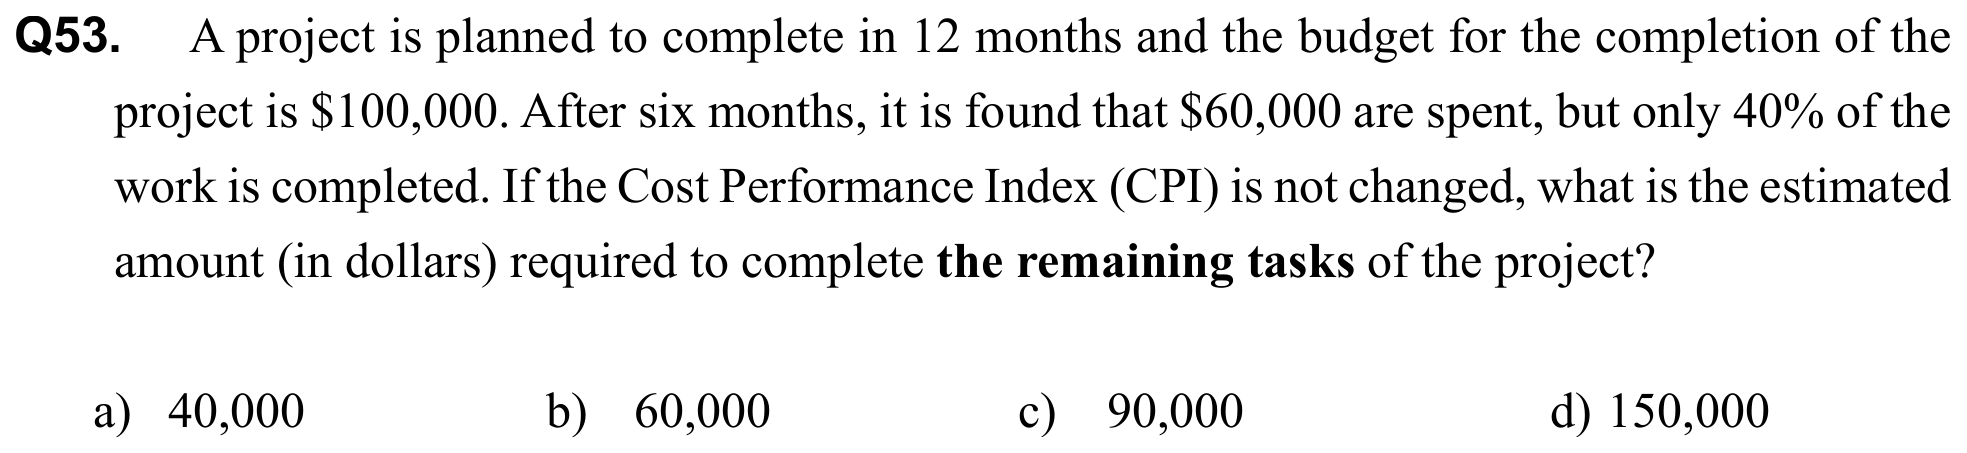 Q53. A project is planned to complete in 12 months and the budget for the completion of the
project is $100,000. After six months, it is found that $60,000 are spent, but only 40% of the
work is completed. If the Cost Performance Index (CPI) is not changed, what is the estimated
amount (in dollars) required to complete the remaining tasks of the project?
a) 40,000 b) 60,000 c) 90,000 d) 150,000